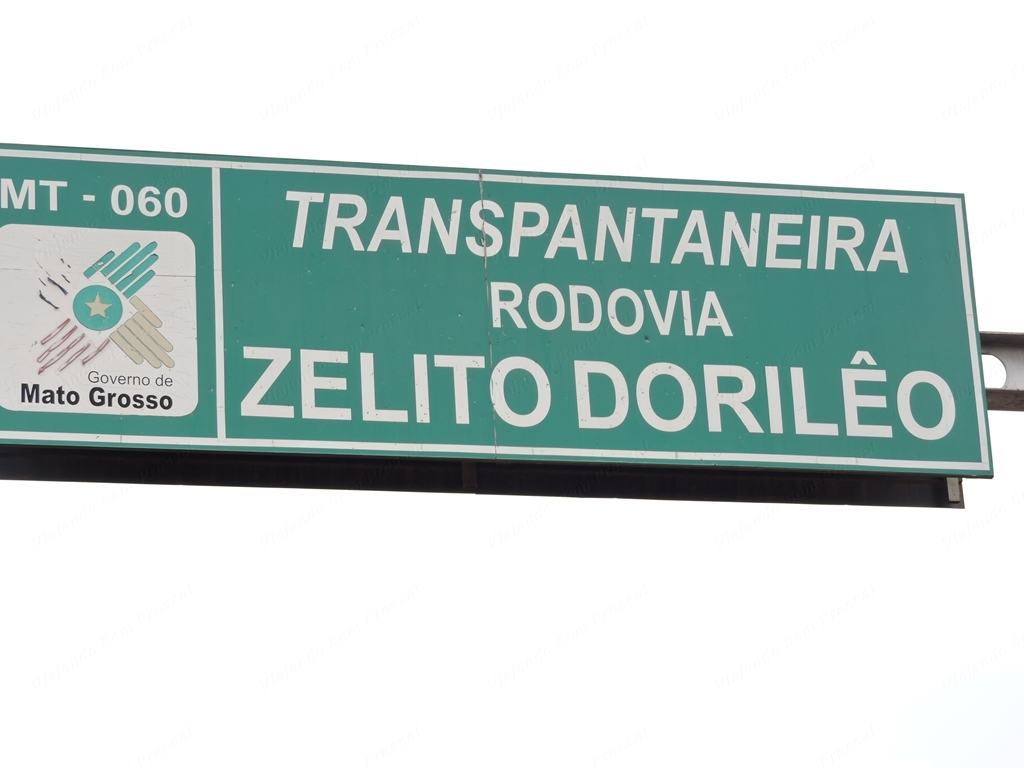 MT - 060
Governo de
Mato Grosso
TRANSPANTANEIRA
RODOVIA
ZELITO DORILÊO